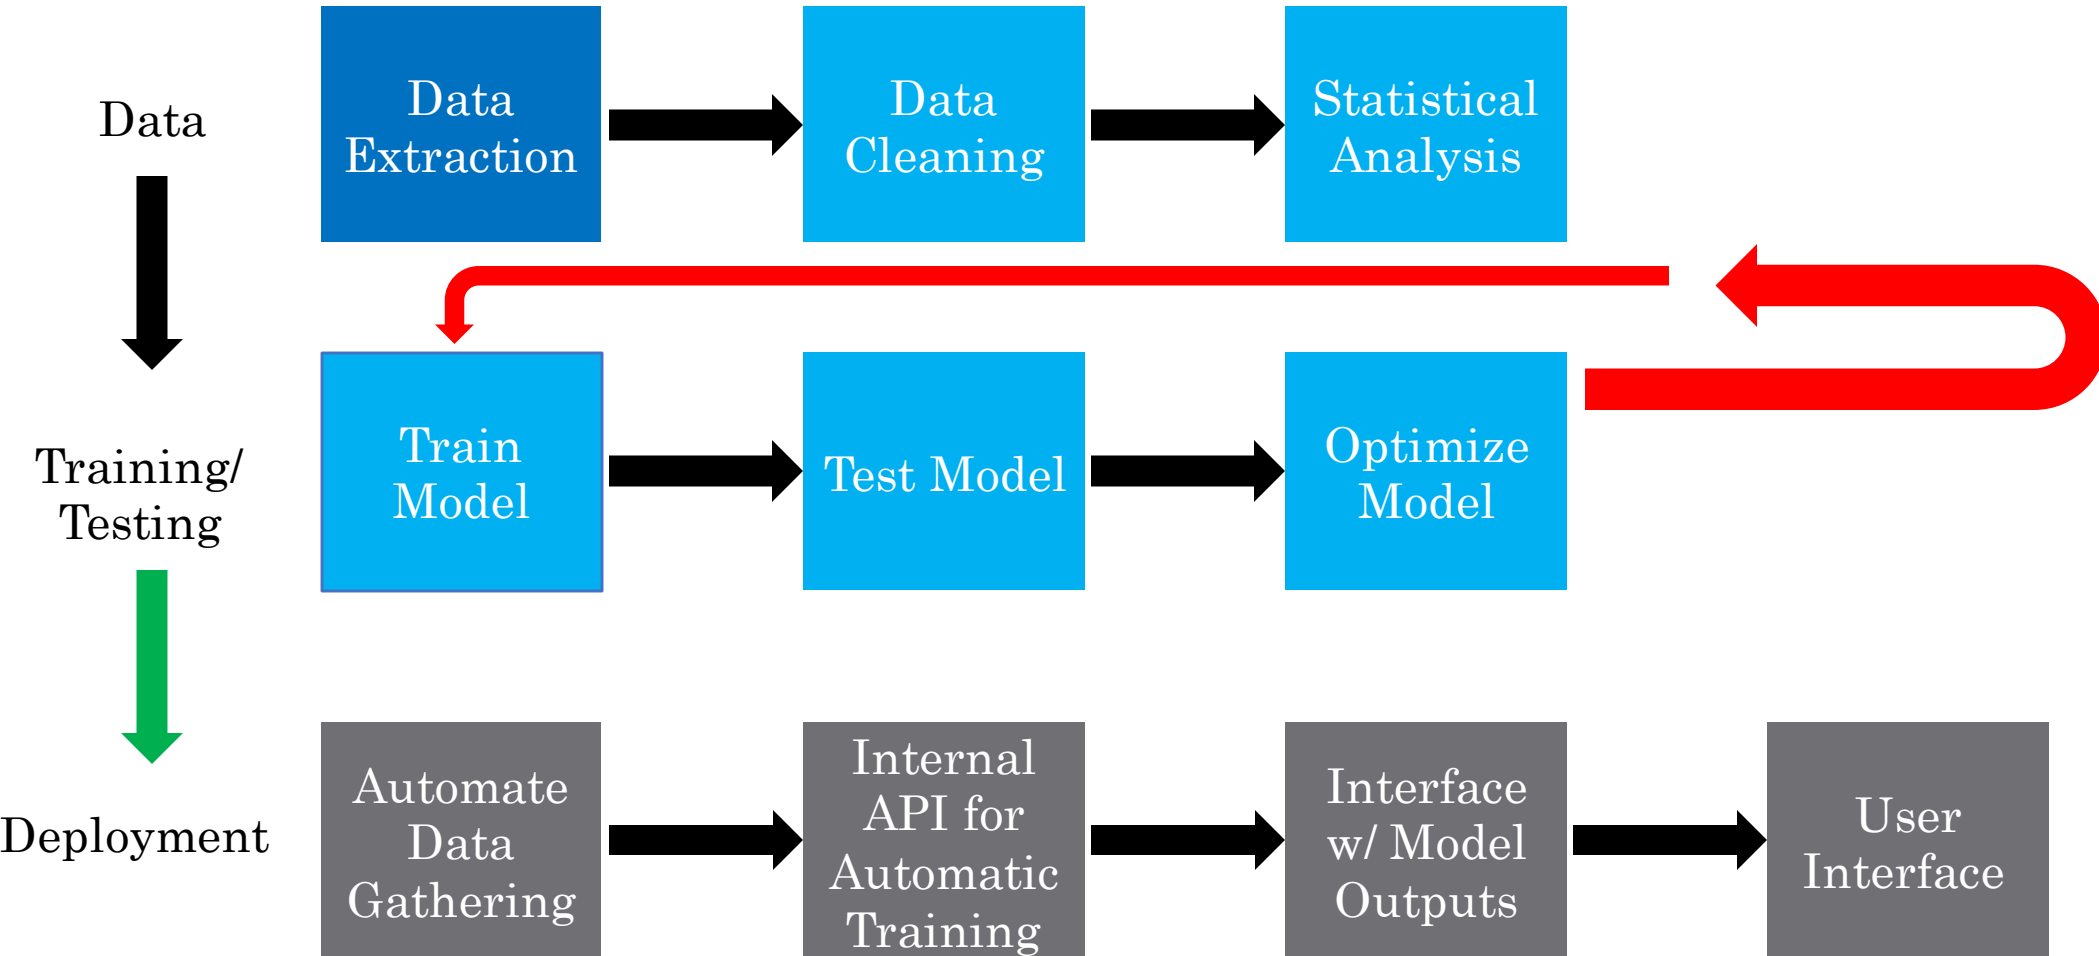 Data
Data
Extraction
Data
Cleaning
Statistical
Analysis
Training/
Testing
Train
Model
Test Model
Optimize
Model
Deployment
Automate
Data
Gathering
Internal
API for
Automatic
Training
Interface
w/ Model
Outputs
User
Interface